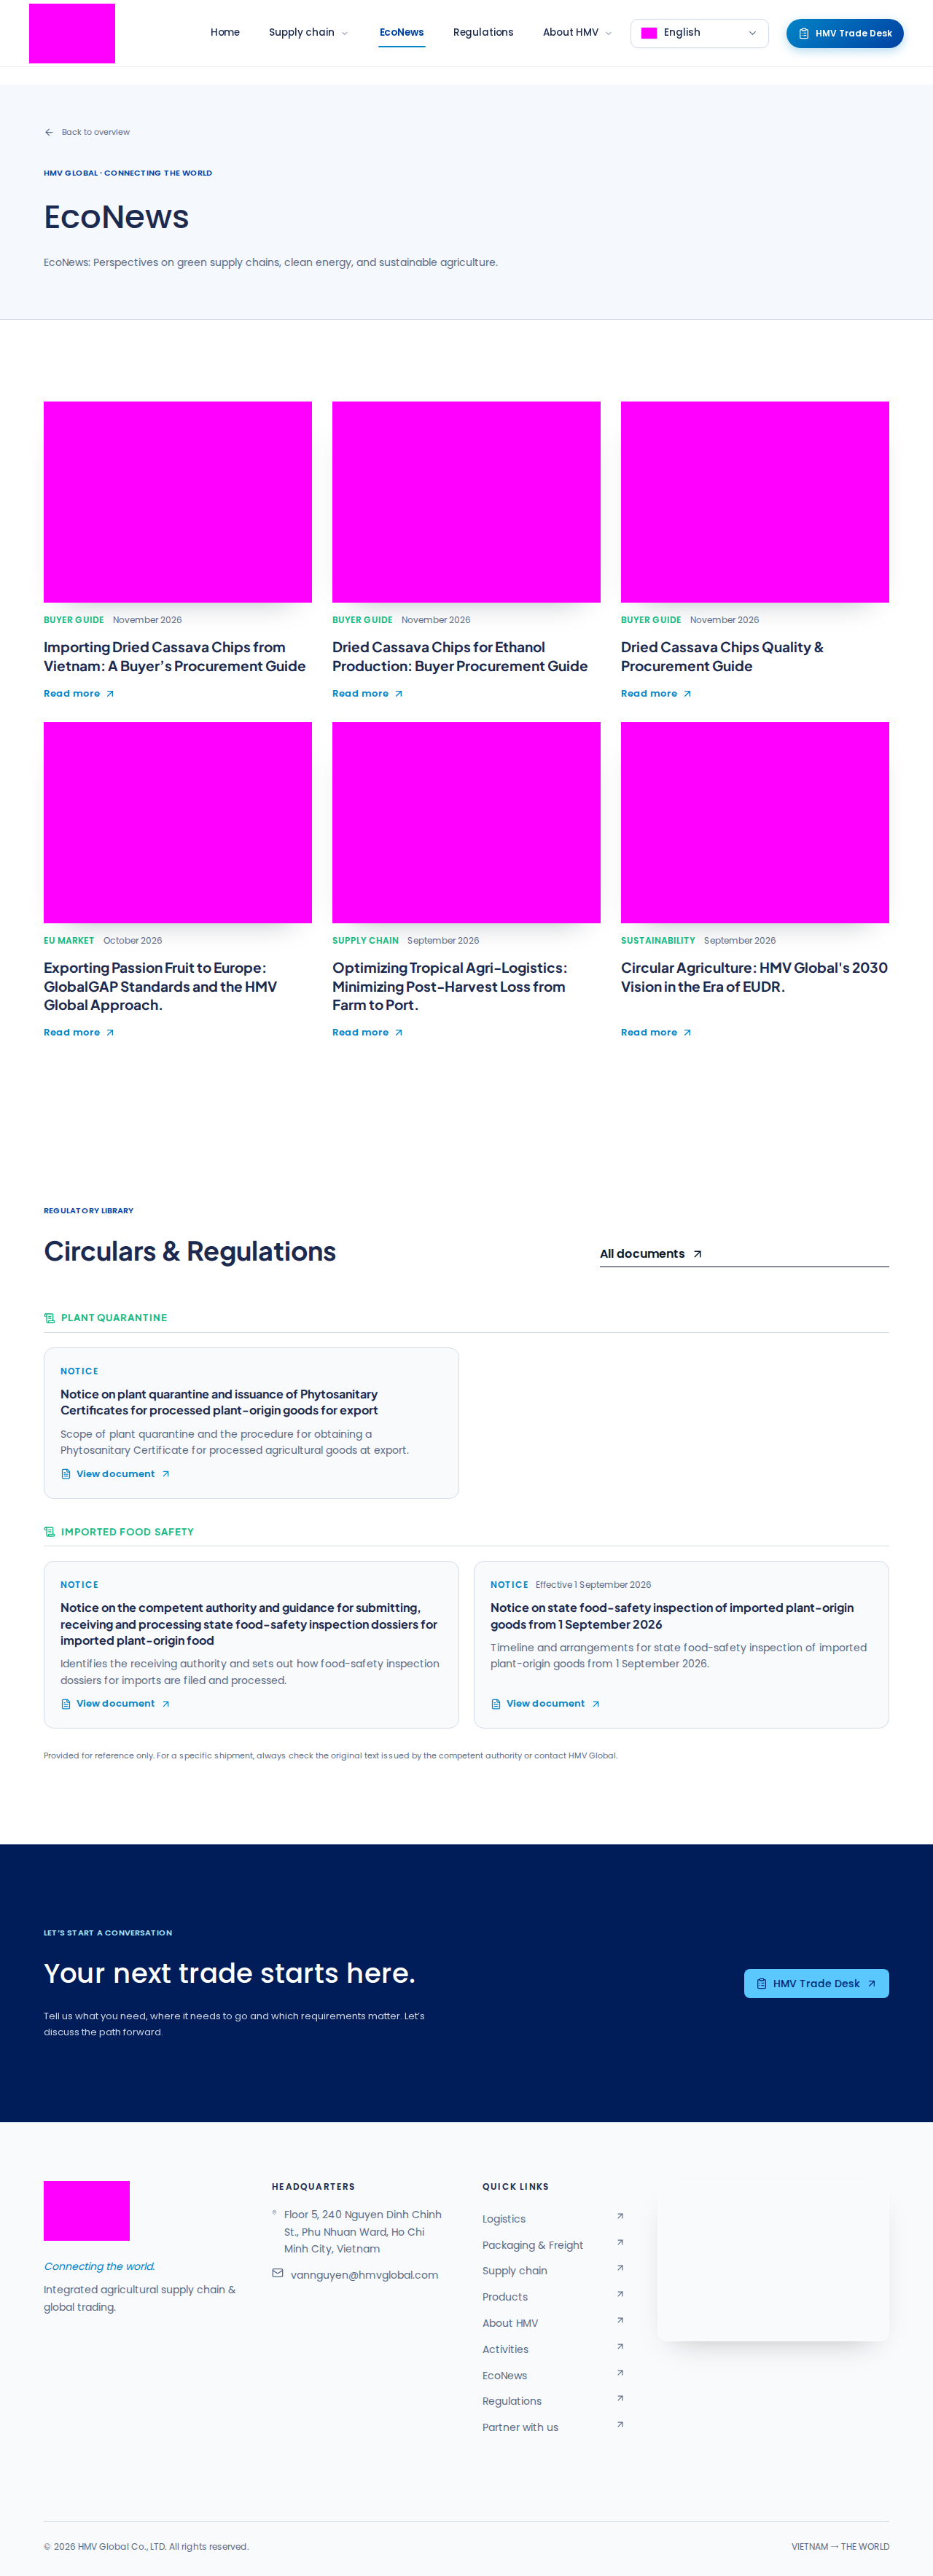 Home
Supply chain
EcoNews
Regulations
About HMV
English
HMV Trade Desk
Back to overview
HMV GLOBAL · CONNECTING THE WORLD
EcoNews
EcoNews: Perspectives on green supply chains, clean energy, and sustainable agriculture.
BUYER GUIDE November 2026
Importing Dried Cassava Chips from
Vietnam: A Buyer’s Procurement Guide
Read more
BUYER GUIDE November 2026
Dried Cassava Chips for Ethanol
Production: Buyer Procurement Guide
Read more
BUYER GUIDE November 2026
Dried Cassava Chips Quality &
Procurement Guide
Read more
EU MARKET October 2026
Exporting Passion Fruit to Europe:
GlobalGAP Standards and the HMV
Global Approach.
Read more
SUPPLY CHAIN September 2026
Optimizing Tropical Agri-Logistics:
Minimizing Post-Harvest Loss from
Farm to Port.
Read more
SUSTAINABILITY September 2026
Circular Agriculture: HMV Global's 2030
Vision in the Era of EUDR.
Read more
REGULATORY LIBRARY
Circulars & Regulations
All documents
PLANT QUARANTINE
NOTICE
Notice on plant quarantine and issuance of Phytosanitary
Certificates for processed plant-origin goods for export
Scope of plant quarantine and the procedure for obtaining a
Phytosanitary Certificate for processed agricultural goods at export.
View document
IMPORTED FOOD SAFETY
NOTICE
Notice on the competent authority and guidance for submitting,
receiving and processing state food-safety inspection dossiers for
imported plant-origin food
Identifies the receiving authority and sets out how food-safety inspection
dossiers for imports are filed and processed.
View document
NOTICE Effective 1 September 2026
Notice on state food-safety inspection of imported plant-origin
goods from 1 September 2026
Timeline and arrangements for state food-safety inspection of imported
plant-origin goods from 1 September 2026.
View document
Provided for reference only. For a specific shipment, always check the original text issued by the competent authority or contact HMV Global.
LET’S START A CONVERSATION
Your next trade starts here.
Tell us what you need, where it needs to go and which requirements matter. Let’s
discuss the path forward.
HMV Trade Desk
Connecting the world.
Integrated agricultural supply chain &
global trading.
HEADQUARTERS
Floor 5, 240 Nguyen Dinh Chinh
St., Phu Nhuan Ward, Ho Chi
Minh City, Vietnam
vannguyen@hmvglobal.com
QUICK LINKS
Logistics
Packaging & Freight
Supply chain
Products
About HMV
Activities
EcoNews
Regulations
Partner with us
© 2026 HMV Global Co., LTD. All rights reserved.
VIETNAM → THE WORLD